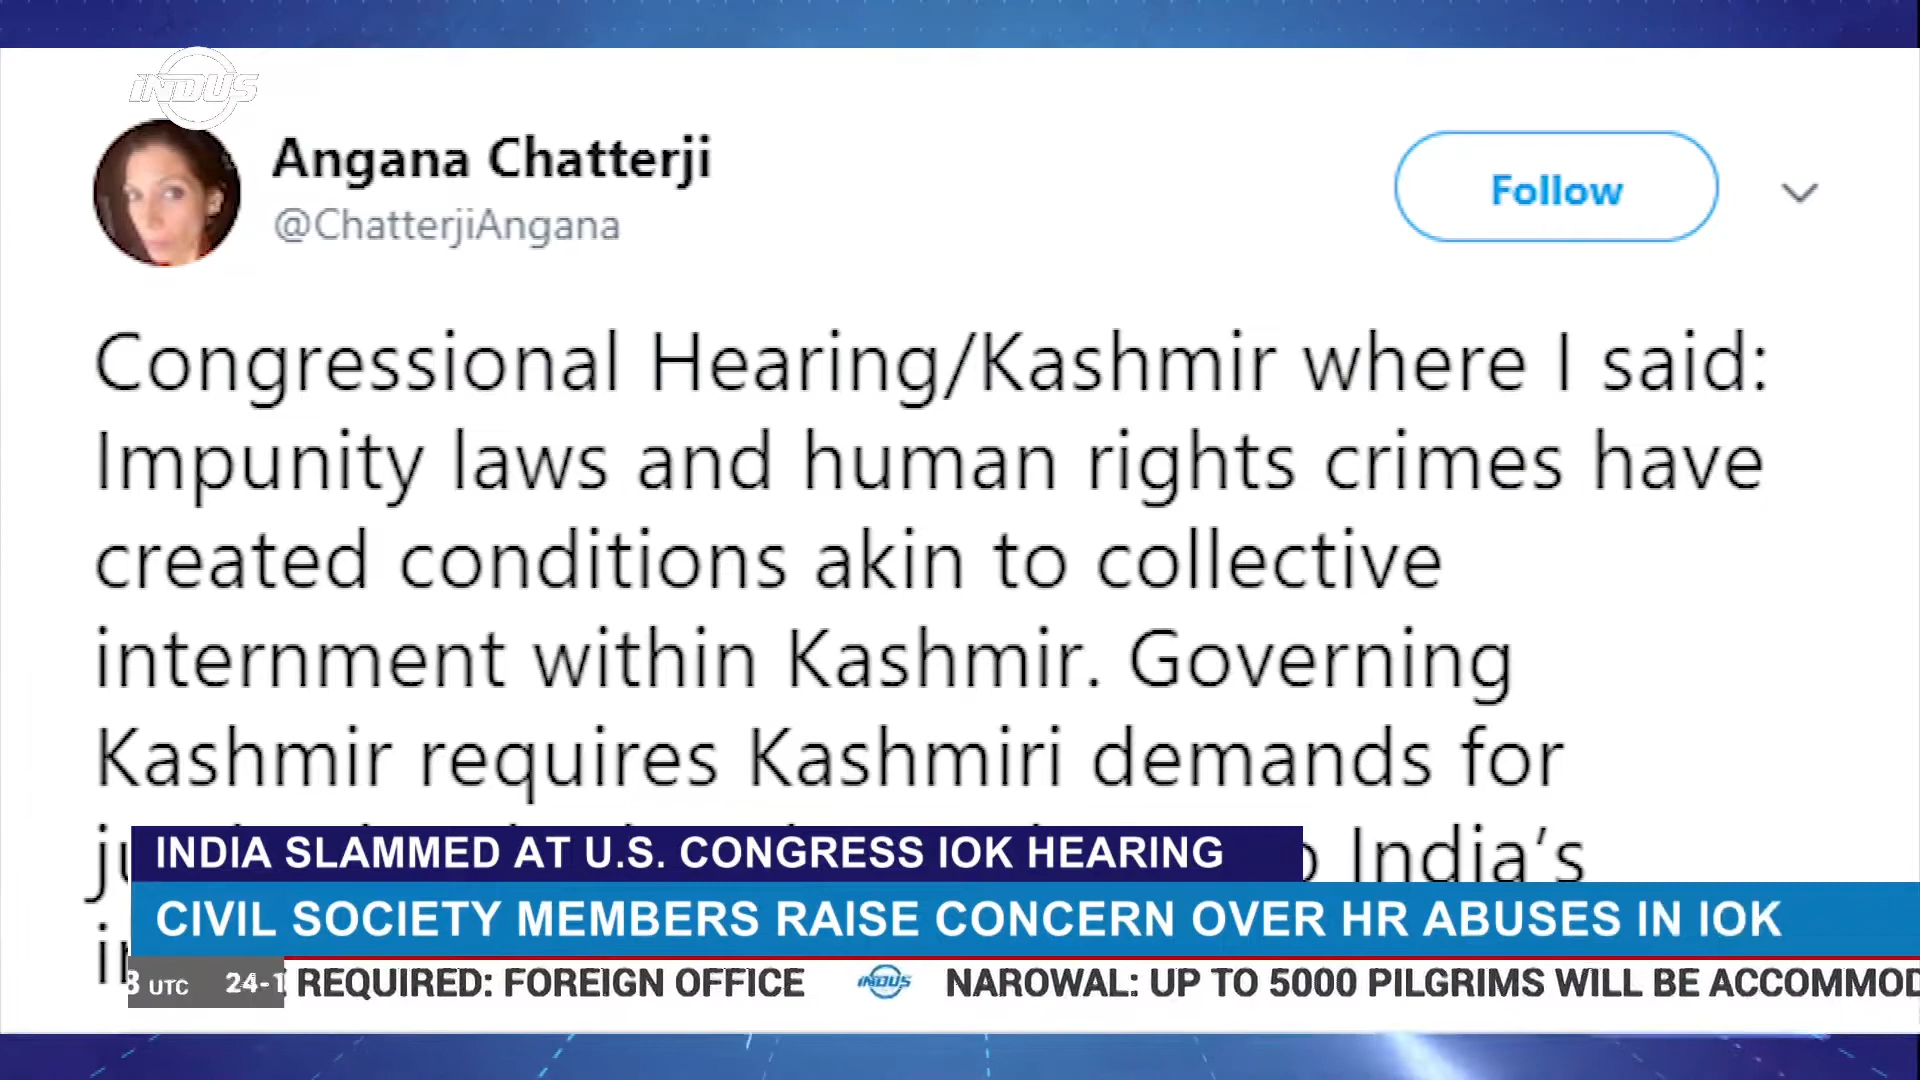 INDUS
Angana Chatterji
@ChatterjiAngana
Follow
Congressional Hearing/Kashmir where I said:
Impunity laws and human rights crimes have
created conditions akin to collective
internment within Kashmir. Governing
Kashmir requires Kashmiri demands for
India's
INDIA SLAMMED AT U.S. CONGRESS IOK HEARING
CIVIL SOCIETY MEMBERS RAISE CONCERN OVER HR ABUSES IN IOK
UTC 24-1 REQUIRED: FOREIGN OFFICE INDUS NAROWAL: UP TO 5000 PILGRIMS WILL BE ACCOMMOD